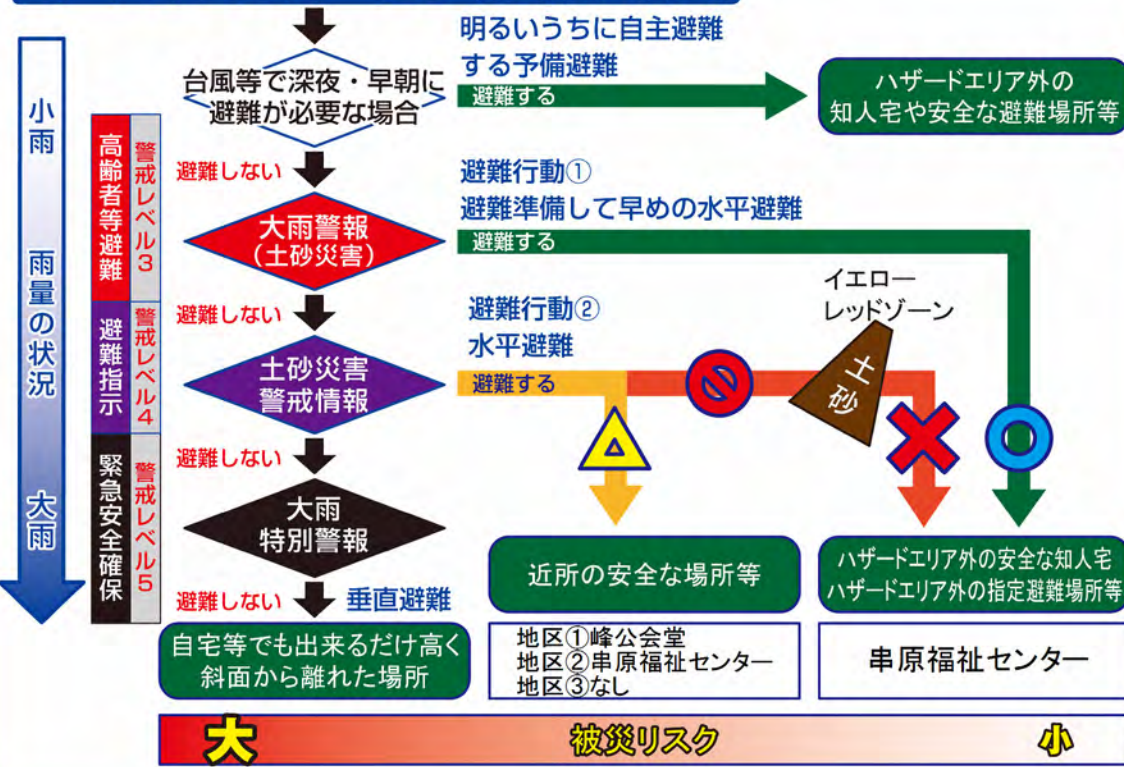 明るいうちに自主避難
する予備避難
台風等で深夜・早朝に
避難が必要な場合
避難する
ハザードエリア外の
知人宅や安全な避難場所等
小雨
雨量の状況
大雨
高齢者等避難
警戒レベル3
避難しない
大雨警報
(土砂災害)
避難行動①
避難準備して早めの水平避難
避難する
避難指示
警戒レベル4
避難しない
土砂災害
警戒情報
避難行動②
水平避難
避難する
イエロー
レッドゾーン
土砂
緊急安全確保
警戒レベル5
避難しない
大雨
特別警報
避難しない
垂直避難
自宅等でも出来るだけ高く
斜面から離れた場所
近所の安全な場所等
地区①峰公会堂
地区②串原福祉センター
地区③なし
ハザードエリア外の安全な知人宅
ハザードエリア外の指定避難場所等
串原福祉センター
大
被災リスク
小